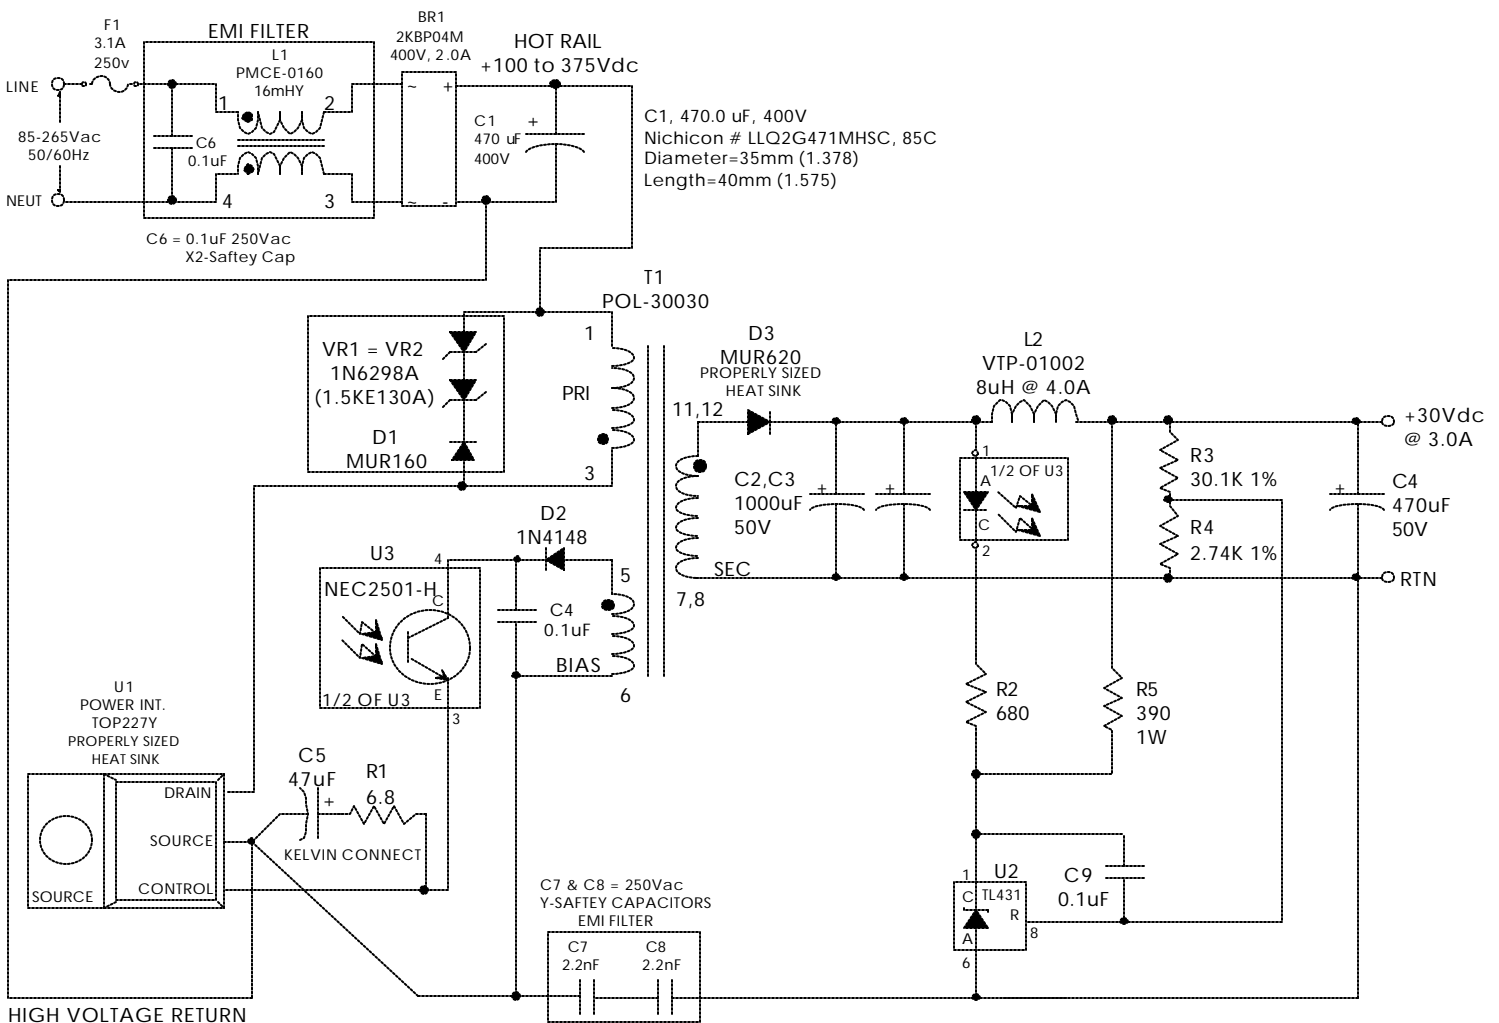 F1
3.1A
250v
EMI FILTER
L1
PMCE-0160
16mHY
BR1
2KBP04M
400V, 2.0A
HOT RAIL
+100 to 375Vdc
LINE
85-265Vac
50/60Hz
NEUT
1
2
C6
0.1uF
4
3
~
+
~
-
C1
470 uF
400V
+
C1, 470.0 uF, 400V
Nichicon # LLQ2G471MHSC, 85C
Diameter=35mm (1.378)
Length=40mm (1.575)
C6 = 0.1uF 250Vac
X2-Saftey Cap
T1
POL-30030
VR1 = VR2
1N6298A
(1.5KE130A)
D1
MUR160
1
PRI
3
D3
MUR620
PROPERLY SIZED
HEAT SINK
11,12
L2
VTP-01002
8uH @ 4.0A
+30Vdc
@ 3.0A
C2,C3
1000uF
50V
+
+
1
1/2 OF U3
A
C
2
R3
30.1K 1%
R4
2.74K 1%
+
C4
470uF
50V
SEC
7,8
RTN
D2
1N4148
U3
4
NEC2501-H
C
E
1/2 OF U3
3
C4
0.1uF
5
BIAS
6
R2
680
R5
390
1W
U1
POWER INT.
TOP227Y
PROPERLY SIZED
HEAT SINK
DRAIN
SOURCE
CONTROL
SOURCE
C5
47uF
+
R1
6.8
KELVIN CONNECT
C7 & C8 = 250Vac
Y-SAFTEY CAPACITORS
EMI FILTER
C7
2.2nF
C8
2.2nF
1
U2
C
TL431
R
A
8
6
C9
0.1uF
HIGH VOLTAGE RETURN